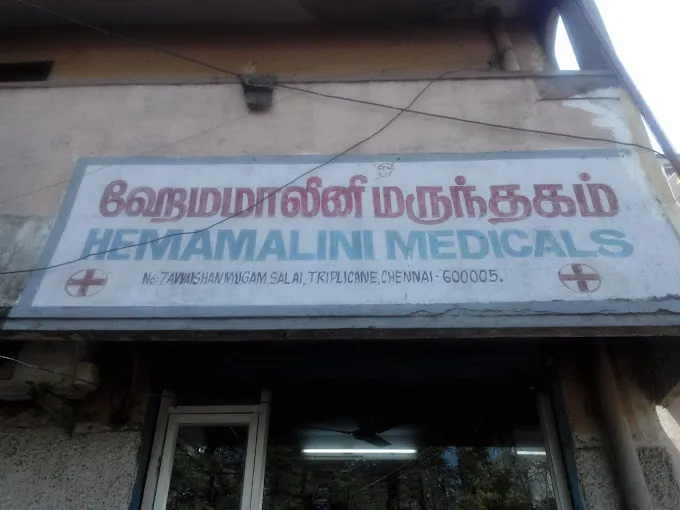 ஹேமமாலினி மருந்தகம்
HEMAMALINI MEDICALS
No:7 AWAISHANMUGAM.SALAI, TRIPLICANE, CHENNAI-600005.